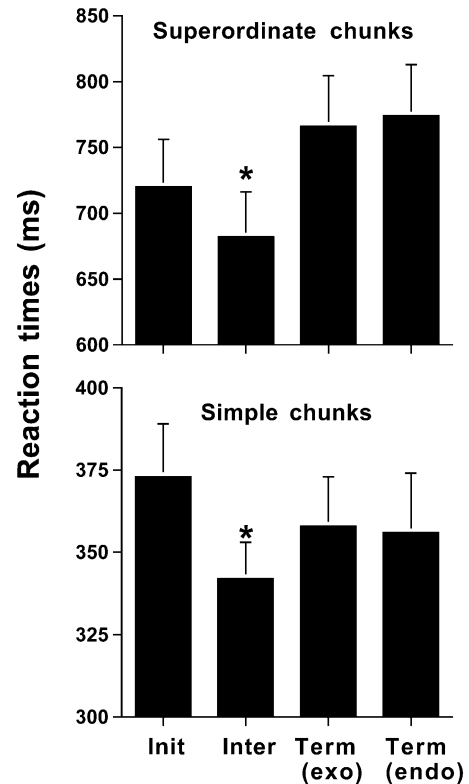 850
Superordinate chunks
800
750
*
700
650
600
Reaction times (ms)
400
Simple chunks
375
*
350
325
300
Init Inter Term Term
(exo) (endo)